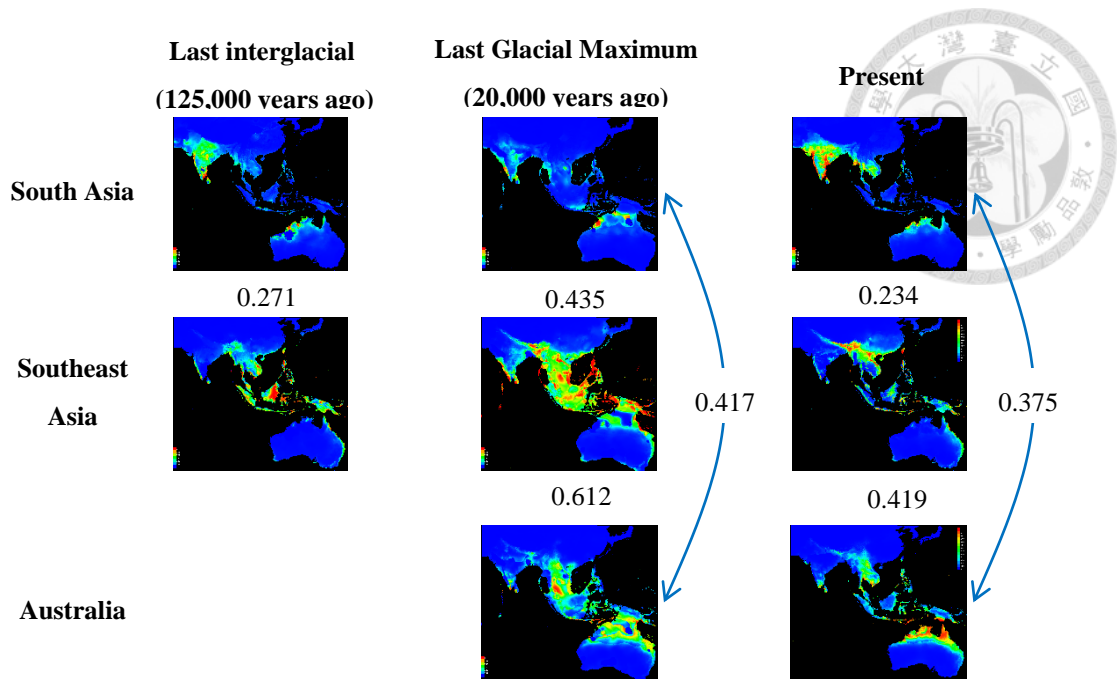 Last interglacial
(125,000 years ago)
Last Glacial Maximum
(20,000 years ago)
Present
South Asia
0.271
0.435
0.234
Southeast
Asia
0.417
0.375
0.612
0.419
Australia